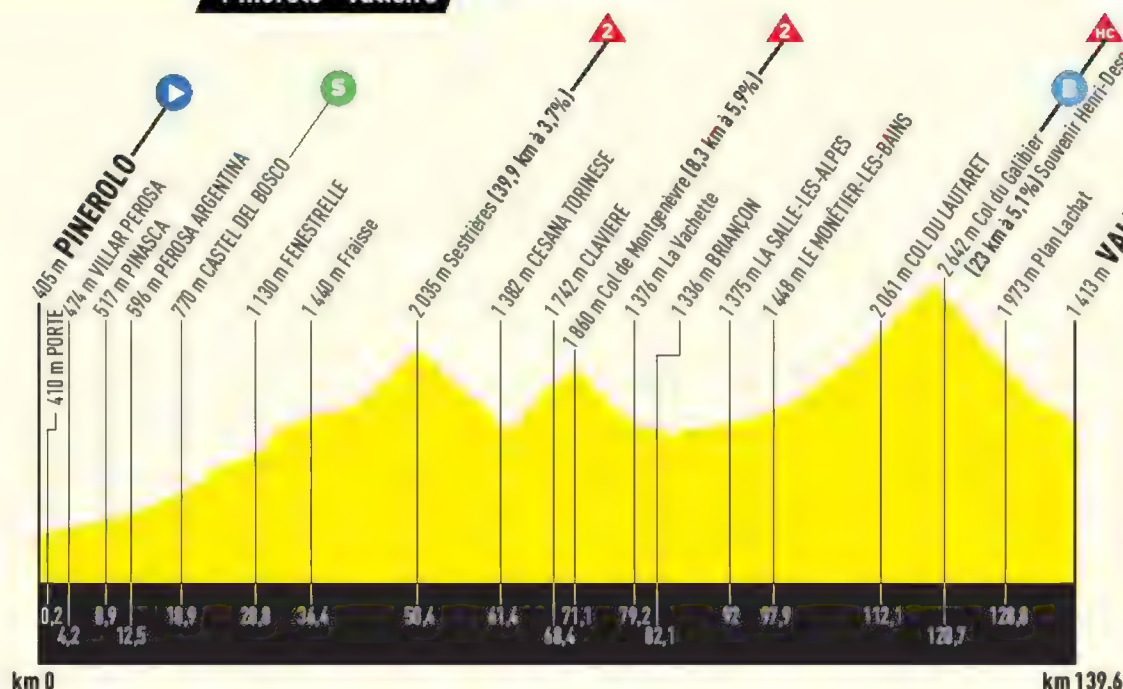 2
2
HC
S
B
405 m PINEROLO
410 m PORTE
474 m VILLAR PEROSA
517 m PINASCA
596 m PEROSA ARGENTINA
770 m CASTEL DEL BOSCO
1 130 m FENESTRELLE
1 440 m Fraisse
2 035 m Sestrières (39,9 km à 3,7%)
1 382 m CESANA TORINESE
1 742 m CLAVIERE
1 860 m Col de Montgenèvre (8,3 km à 5,9%)
1 376 m La Vachette
1 336 m BRIANÇON
1 375 m LA SALLE-LES-ALPES
1 448 m LE MONÊTIER-LES-BAINS
2 061 m COL DU LAUTARET
2 642 m Col du Galibier
(23 km à 5,1%) Souvenir Henri-Desg
1 973 m Plan Lachat
1 413 m
0,2
4,2
8,9
12,5
18,9
28,8
36,4
50,4
61,4
68,4
71,1
79,2
82,1
92
97,9
112,1
120,7
128,8
km 0
km 139,6